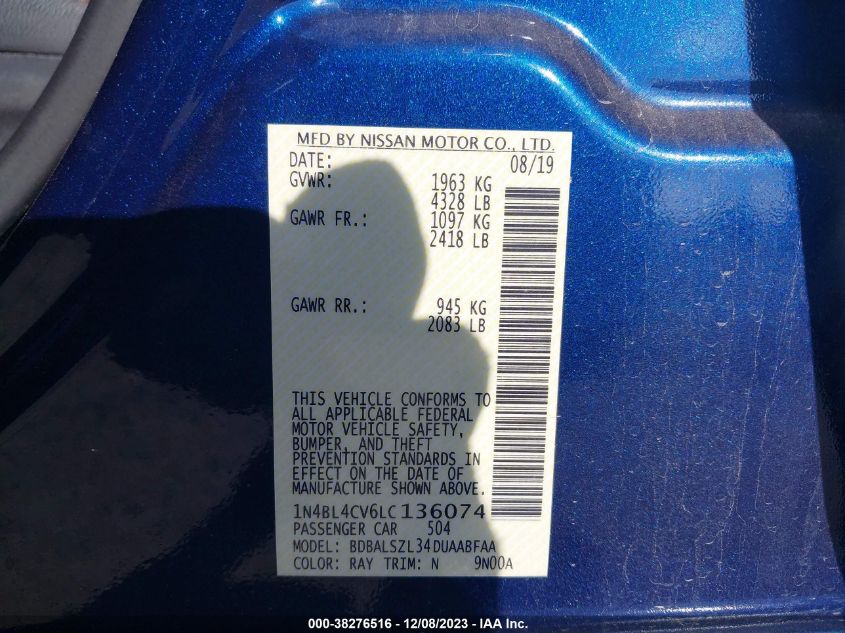 MFD BY NISSAN MOTOR CO., LTD.
DATE: 08/19
GVWR: 1963 KG
4328 LB
GAWR FR.: 1097 KG
2418 LB
GAWR RR.: 945 KG
2083 LB
THIS VEHICLE CONFORMS TO
ALL APPLICABLE FEDERAL
MOTOR VEHICLE SAFETY,
BUMPER, AND THEFT
PREVENTION STANDARDS IN
EFFECT ON THE DATE OF
MANUFACTURE SHOWN ABOVE.
1N4BL4CV6LC136074
PASSENGER CAR 504
MODEL: BDBALSZL34DUAABFAA
COLOR: RAY TRIM: N 9N00A
000-38276516 - 12/08/2023 - IAA Inc.